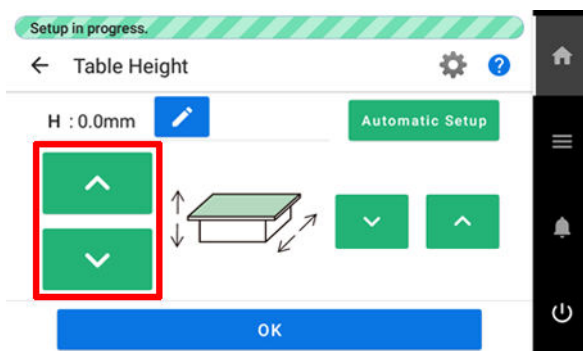 Setup in progress.
Table Height
H : 0.0mm
Automatic Setup
OK